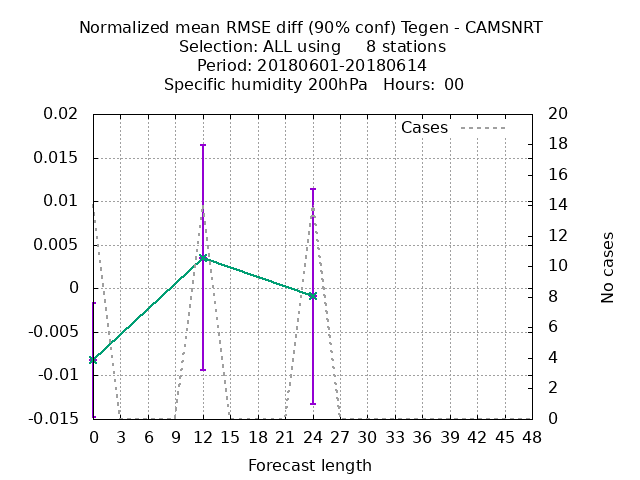 Normalized mean RMSE diff (90% conf) Tegen - CAMSNRT
Selection: ALL using     8 stations
Period: 20180601-20180614
Specific humidity 200hPa   Hours:  00
Cases
0.02
0.015
0.01
0.005
0
-0.005
-0.01
-0.015
20
18
16
14
12
10
8
6
4
2
0
No cases
0 3 6 9 12 15 18 21 24 27 30 33 36 39 42 45 48
Forecast length